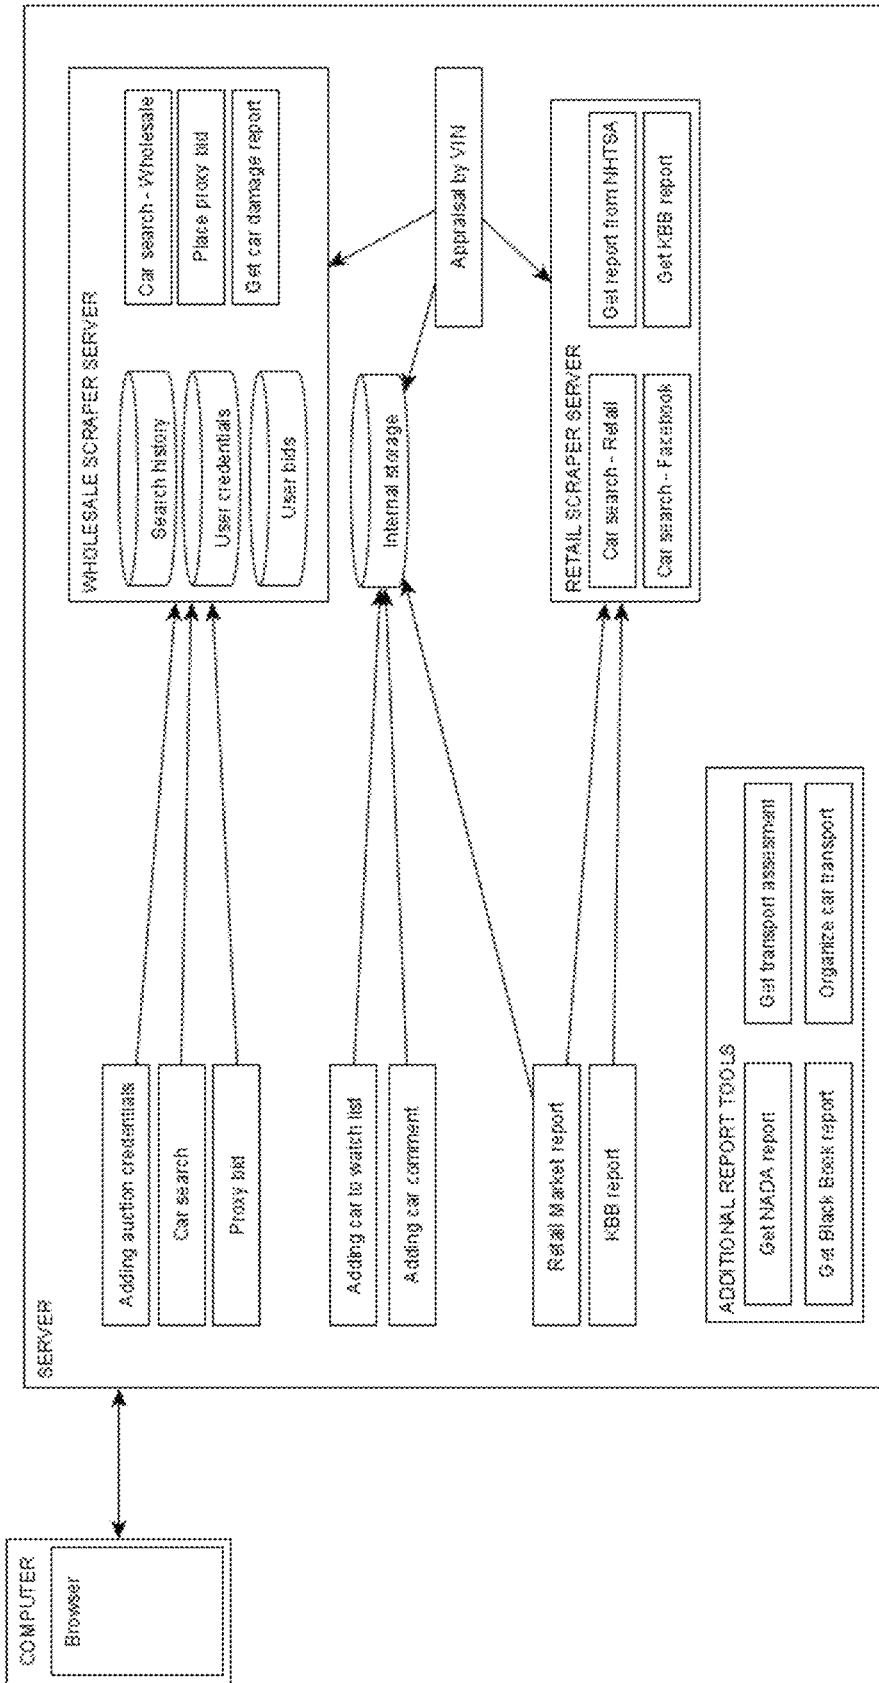 COMPUTER
Browser
SERVER
Adding auction credentials
Car search
Proxy bid
Adding car to watch list
Adding car comment
Retail Market report
KBB report
ADDITIONAL REPORT TOOLS
Get NADA report
Get Black Book report
Get transport assesment
Organize car transport
WHOLESALE SCRAPER SERVER
Search history
User credentials
User bids
Car search - Wholesale
Place proxy bid
Get car damage report
Internal storage
Appraisal by VIN
RETAIL SCRAPER SERVER
Car search - Retail
Car search - Facebook
Get report from NHTSA
Get KBB report